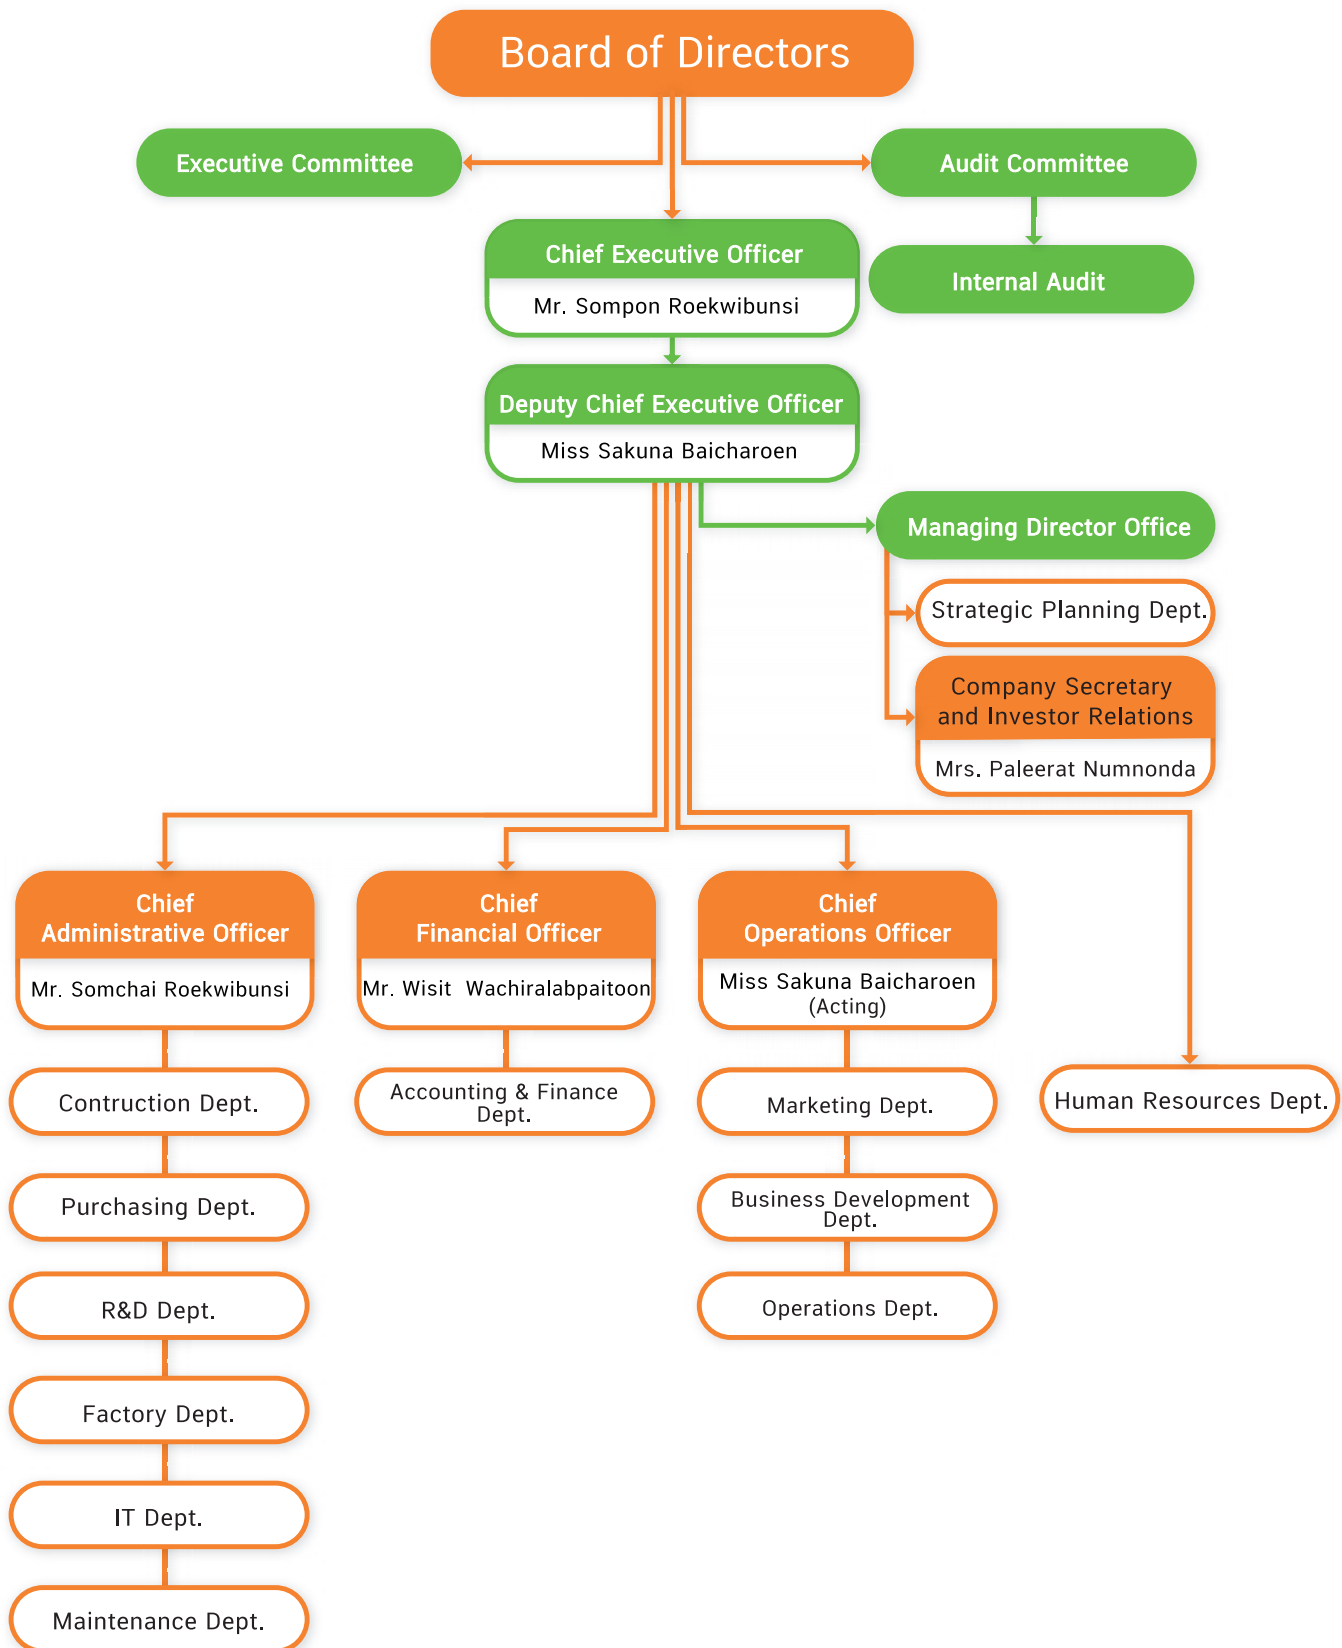 Board of Directors
Executive Committee
Audit Committee
Chief Executive Officer
Mr. Sompon Roekwibunsi
Internal Audit
Deputy Chief Executive Officer
Miss Sakuna Baicharoen
Managing Director Office
Strategic Planning Dept.
Company Secretary
and Investor Relations
Mrs. Paleerat Numnonda
Chief
Administrative Officer
Mr. Somchai Roekwibunsi
Contruction Dept.
Purchasing Dept.
R&D Dept.
Factory Dept.
IT Dept.
Maintenance Dept.
Chief
Financial Officer
Mr. Wisit Wachiralabpaitoon
Accounting & Finance
Dept.
Chief
Operations Officer
Miss Sakuna Baicharoen
(Acting)
Marketing Dept.
Business Development
Dept.
Operations Dept.
Human Resources Dept.